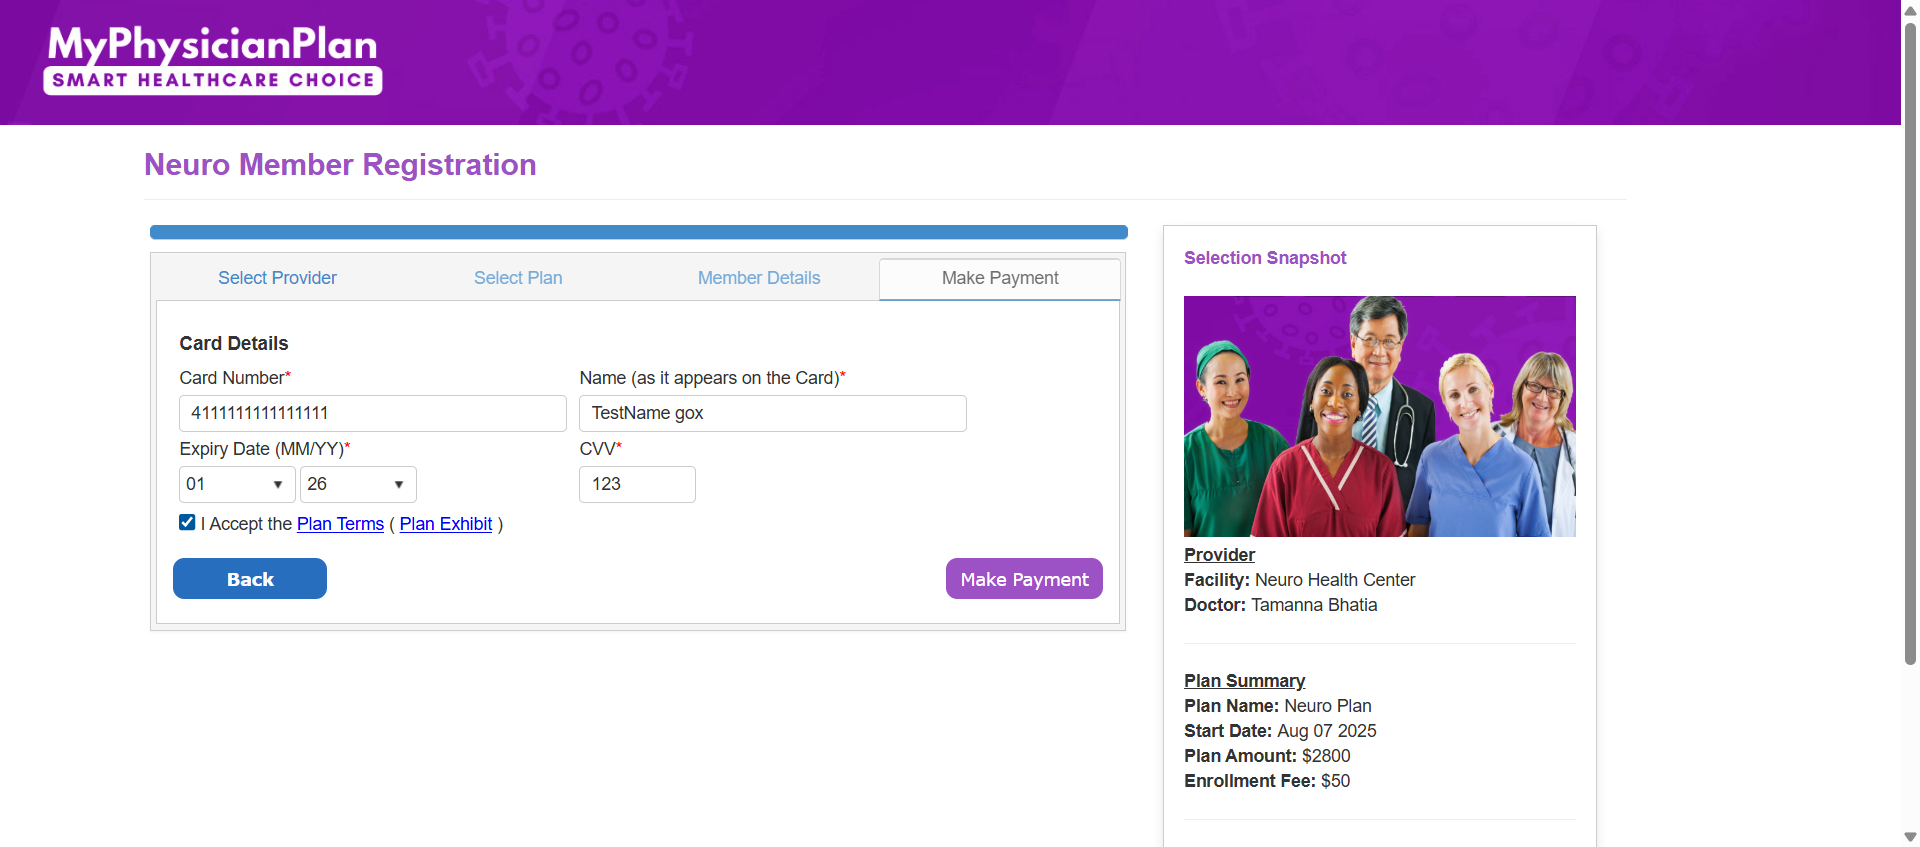 MyPhysicianPlan
SMART HEALTHCARE CHOICE
Neuro Member Registration
Select Provider
Select Plan
Member Details
Make Payment
Card Details
Card Number*
Name (as it appears on the Card)*
4111111111111111
TestName gox
Expiry Date (MM/YY)*
CVV*
01
26
123
I Accept the Plan Terms ( Plan Exhibit )
Back
Make Payment
Selection Snapshot
Provider
Facility: Neuro Health Center
Doctor: Tamanna Bhatia
Plan Summary
Plan Name: Neuro Plan
Start Date: Aug 07 2025
Plan Amount: $2800
Enrollment Fee: $50